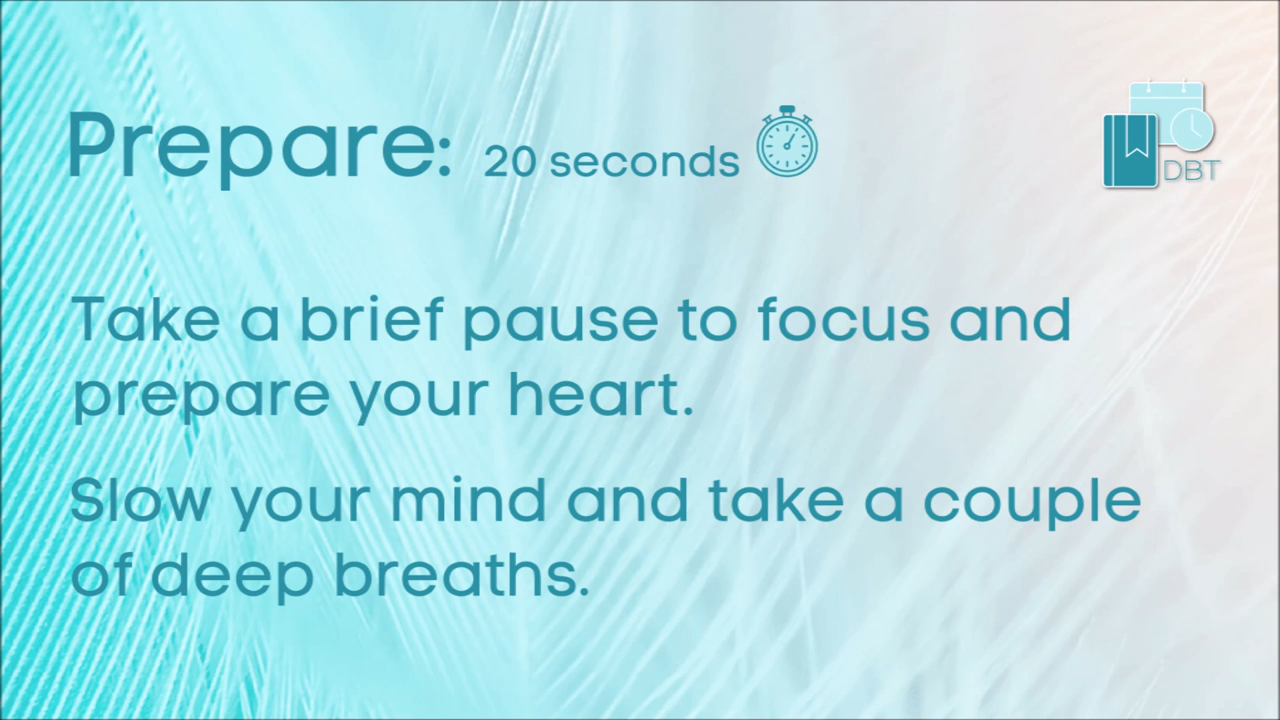 Prepare: 20 seconds
DBT
Take a brief pause to focus and
prepare your heart.
Slow your mind and take a couple
of deep breaths.